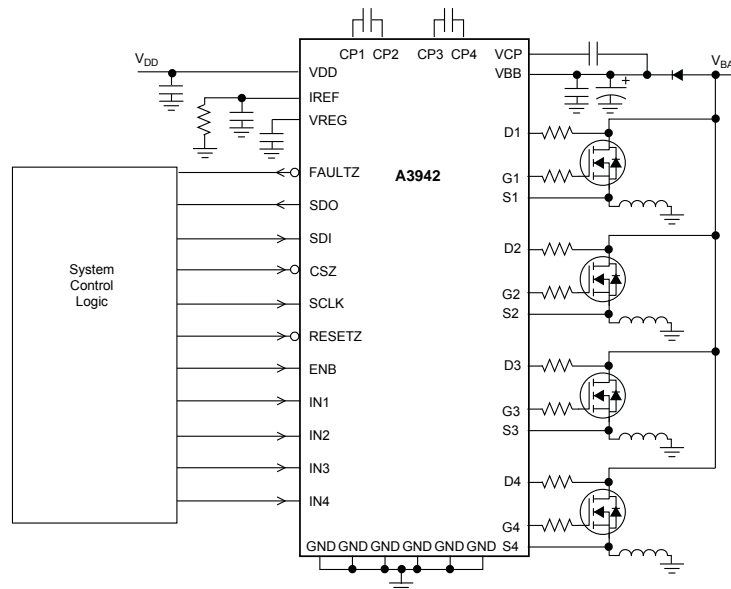 CP1 CP2 CP3 CP4
VCP
V_DD
VDD
VBB
V_BA
IREF
VREG
D1
G1
S1
FAULTZ
A3942
SDO
SDI
CSZ
SCLK
RESETZ
ENB
IN1
IN2
IN3
IN4
System
Control
Logic
D2
G2
S2
D3
G3
S3
D4
G4
S4
GND GND GND GND GND GND